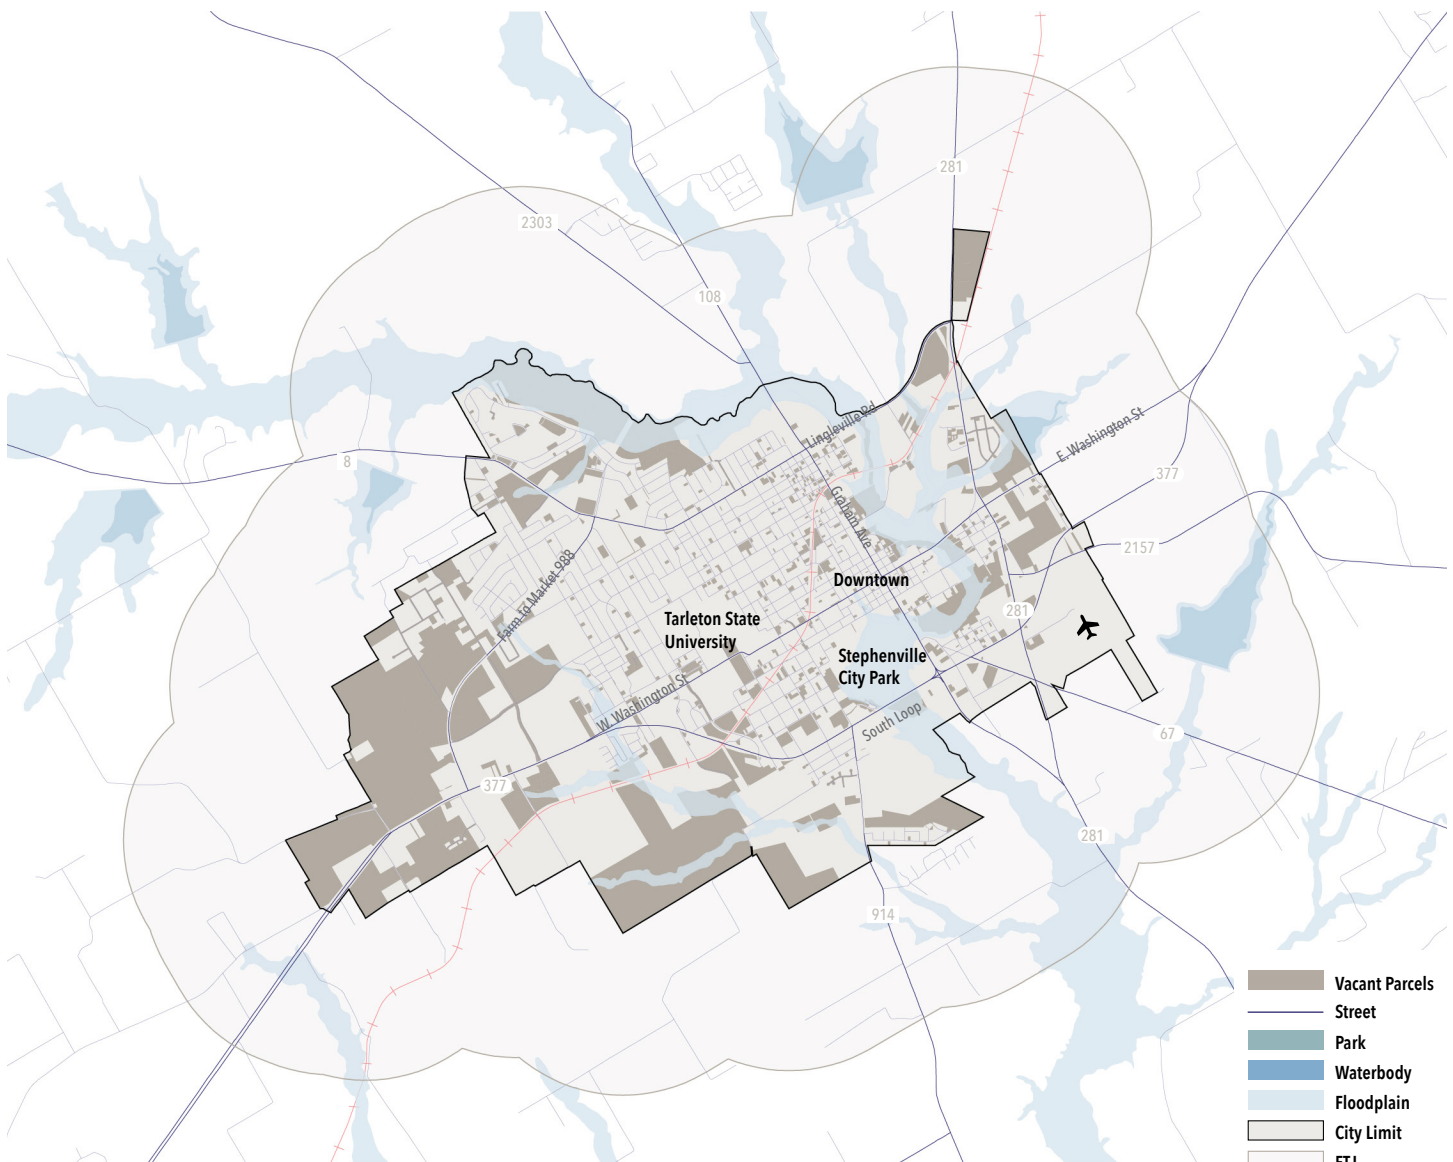 281
2303
108
Lingleville Rd
E. Washington St
8
377
Graham Ave
2157
Farm to Market 988
Downtown
281
Tarleton State
University
Stephenville
City Park
W. Washington St
South Loop
67
377
281
914
Vacant Parcels
Street
Park
Waterbody
Floodplain
City Limit
ETJ